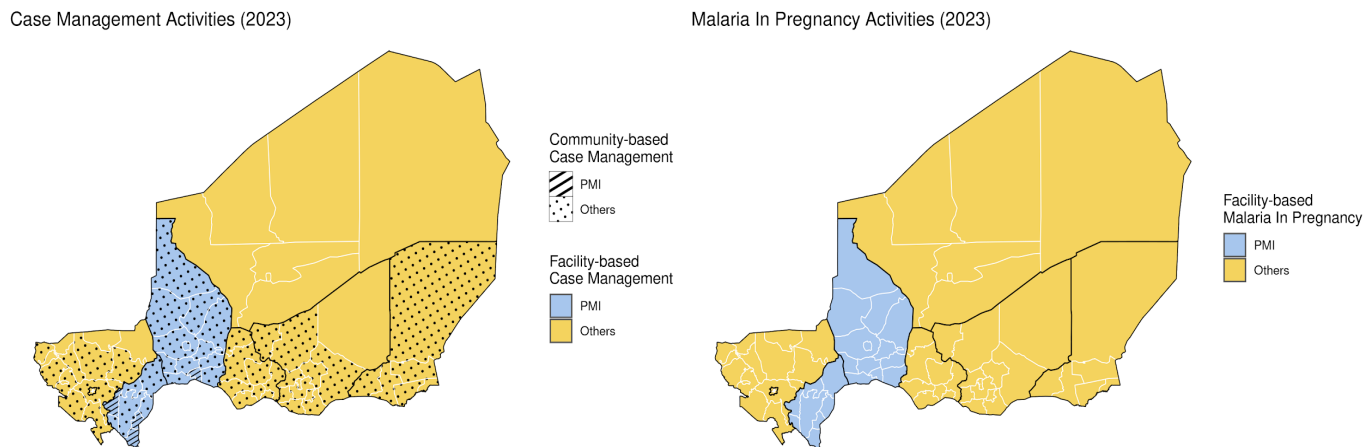 Case Management Activities (2023)
Community-based
Case Management
PMI
Others
Facility-based
Case Management
PMI
Others
Malaria In Pregnancy Activities (2023)
Facility-based
Malaria In Pregnancy
PMI
Others